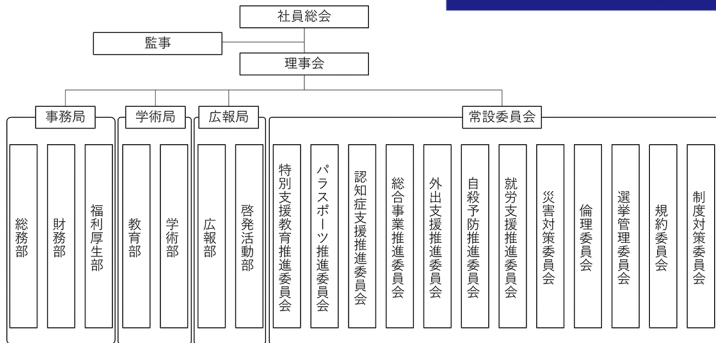 社員総会
監事
理事会
事務局
学術局
広報局
常設委員会
総務部
財務部
福利厚生部
教育部
学術部
広報部
啓発活動部
特別支援教育推進委員会
パラスポーツ推進委員会
認知症支援推進委員会
総合事業推進委員会
外出支援推進委員会
自殺予防推進委員会
就労支援推進委員会
災害対策委員会
倫理委員会
選挙管理委員会
規約委員会
制度対策委員会